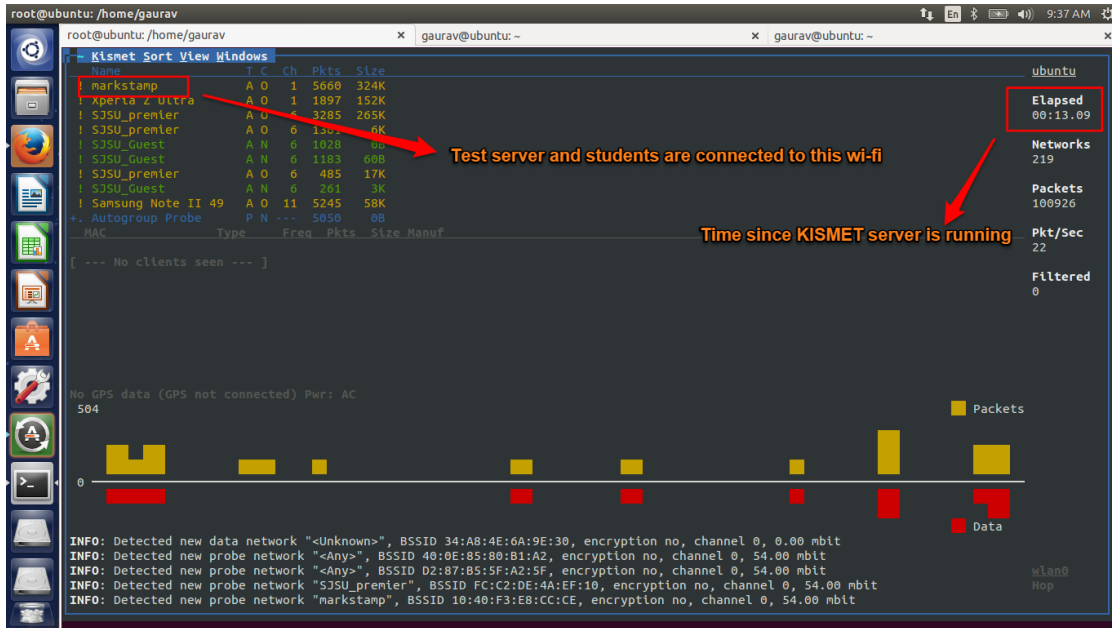 root@ubuntu: /home/gaurav
En 9:37 AM
root@ubuntu: /home/gaurav × gaurav@ubuntu: ~ × gaurav@ubuntu: ~ ×
~ Kismet Sort View Windows
Name T C Ch Pkts Size
! markstamp A O 1 5660 324K
! Xperia Z Ultra A O 1 1897 152K
! SJSU_premier A O 6 3285 265K
! SJSU_premier A O 6 1301 6K
! SJSU_Guest A N 6 1028 0B
! SJSU_Guest A N 6 1183 60B
! SJSU_premier A O 6 485 17K
! SJSU_Guest A N 6 261 3K
! Samsung Note II 49 A O 11 5245 58K
+. Autogroup Probe P N --- 5050 0B
MAC Type Freq Pkts Size Manuf
[ --- No clients seen --- ]
Test server and students are connected to this wi-fi
Time since KISMET server is running
ubuntu
Elapsed
00:13.09
Networks
219
Packets
100926
Pkt/Sec
22
Filtered
0
No GPS data (GPS not connected) Pwr: AC
504
Packets
0
Data
INFO: Detected new data network "<Unknown>", BSSID 34:A8:4E:6A:9E:30, encryption no, channel 0, 0.00 mbit
INFO: Detected new probe network "<Any>", BSSID 40:0E:85:80:B1:A2, encryption no, channel 0, 54.00 mbit
INFO: Detected new probe network "<Any>", BSSID D2:87:B5:5F:A2:5F, encryption no, channel 0, 54.00 mbit
INFO: Detected new probe network "SJSU_premier", BSSID FC:C2:DE:4A:EF:10, encryption no, channel 0, 54.00 mbit
INFO: Detected new probe network "markstamp", BSSID 10:40:F3:E8:CC:CE, encryption no, channel 0, 54.00 mbit
wlan0
Hop